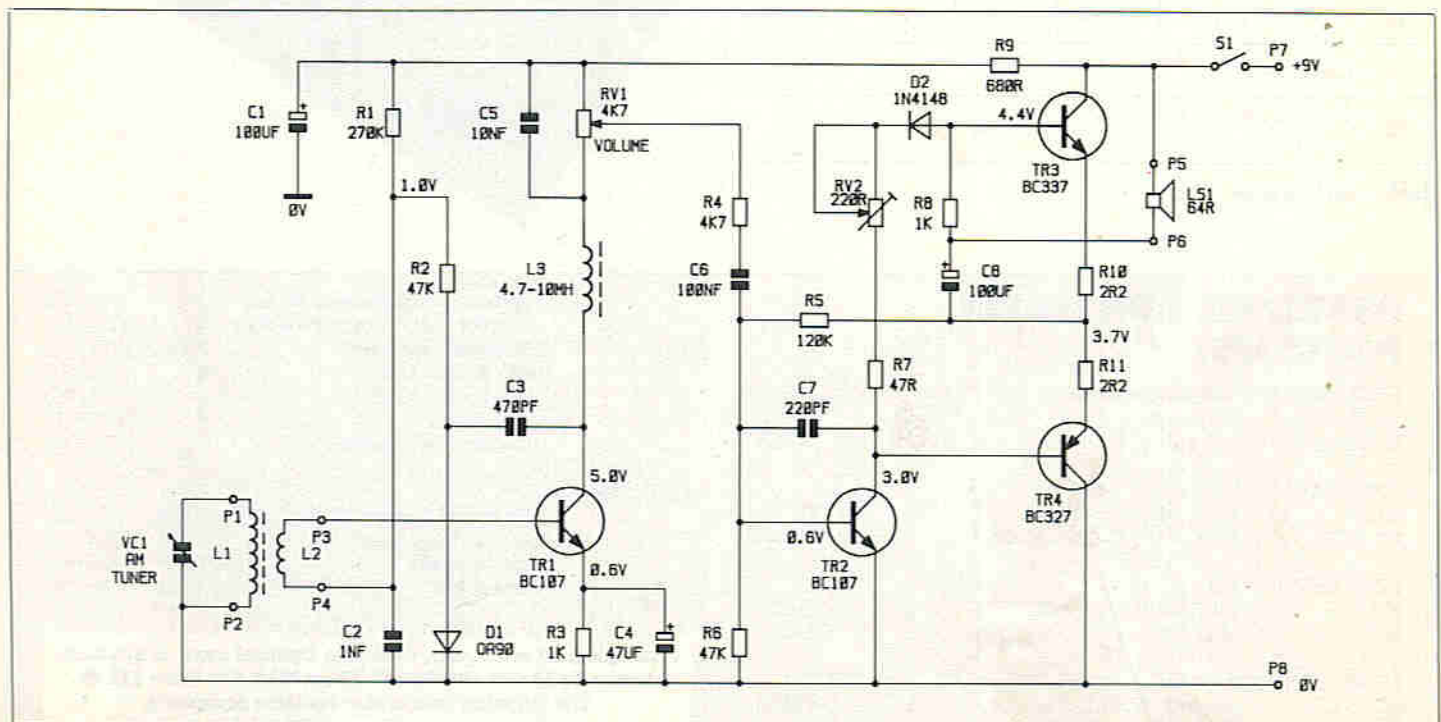 R9
680R
S1
P7
+9V
C1
100UF
+
0V
R1
270K
C5
10NF
RV1
4K7
VOLUME
D2
1N4148
4.4V
TR3
BC337
P5
LS1
64R
P6
1.0V
R2
47K
L3
4.7-10MH
R4
4K7
C6
100NF
RV2
220R
R8
1K
+
C8
100UF
R10
2R2
R5
120K
3.7V
R11
2R2
R7
47R
C3
470PF
C7
220PF
5.0V
3.0V
TR4
BC327
VC1
AM
TUNER
P1
L1
P2
L2
P3
P4
TR1
BC107
0.6V
0.6V
TR2
BC107
C2
1NF
D1
OA90
R3
1K
C4
47UF
+
R6
47K
P8
0V